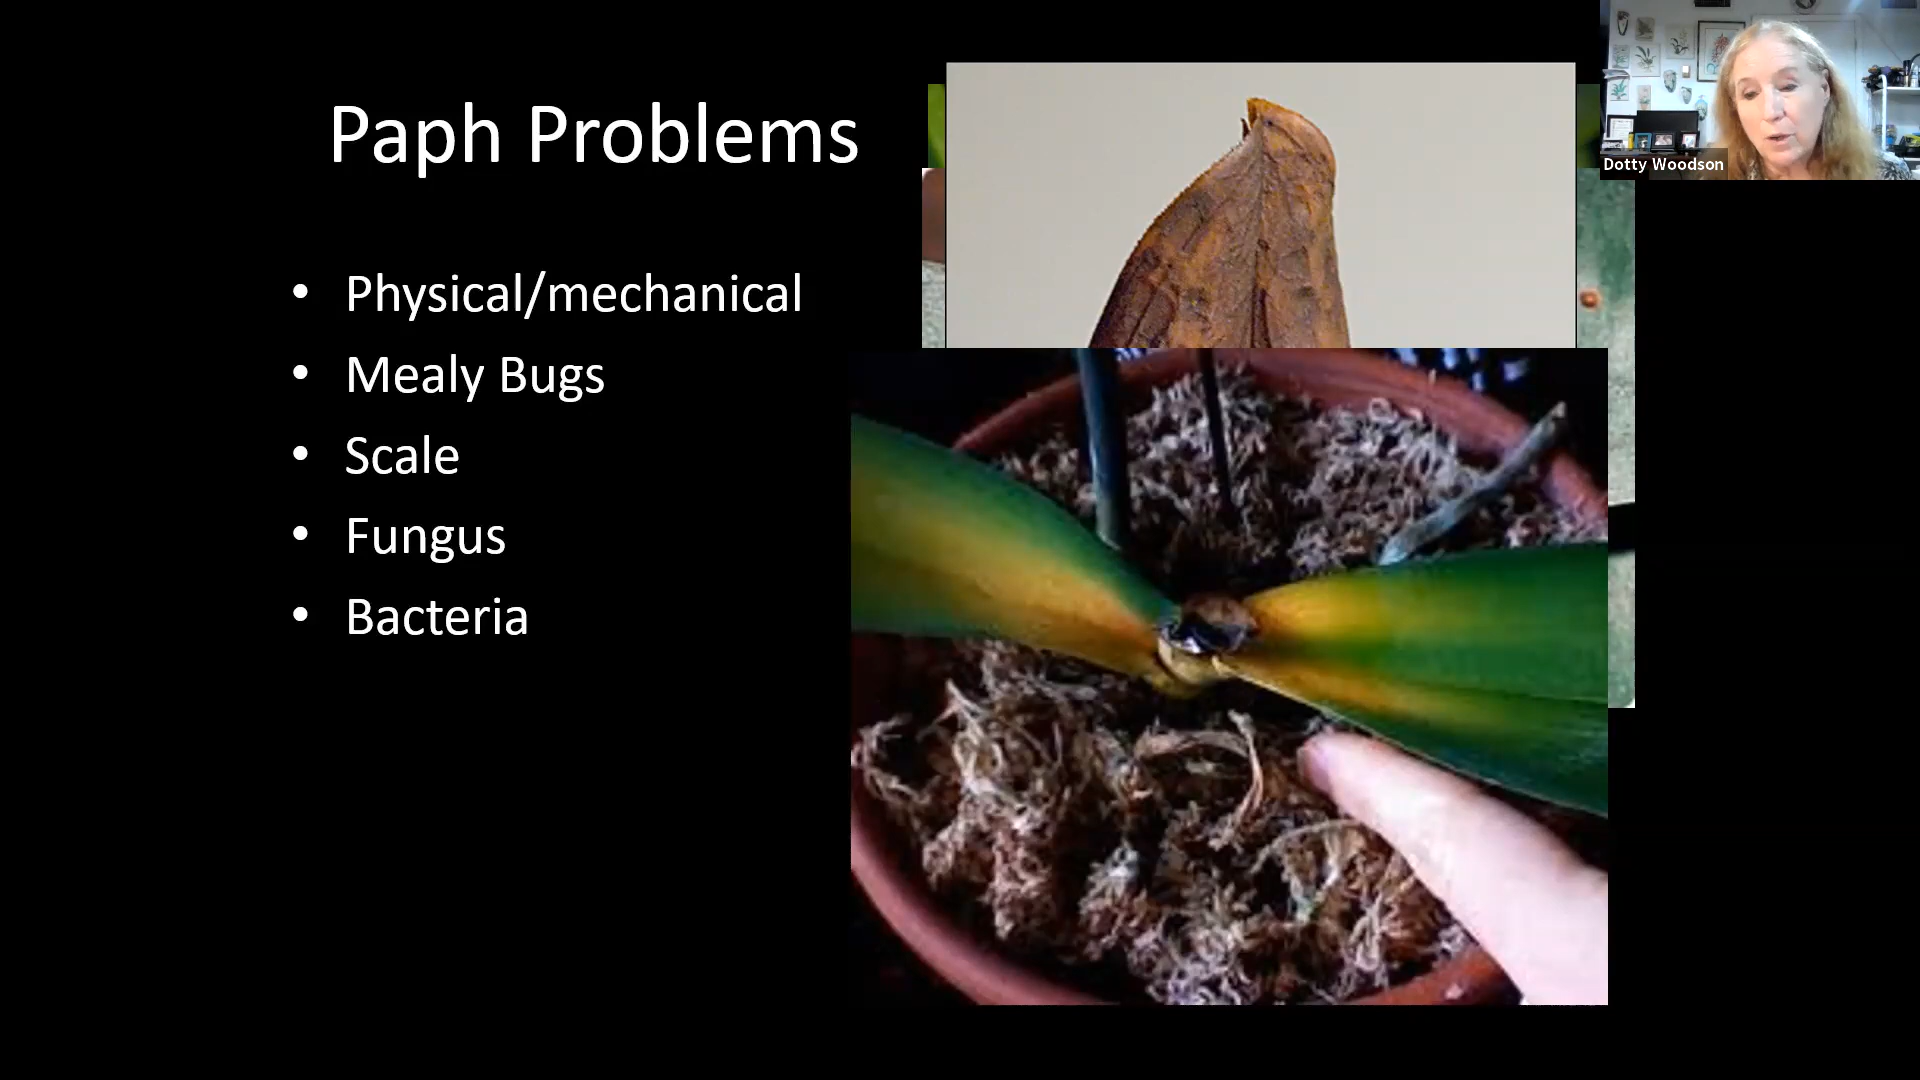 Paph Problems
• Physical/mechanical
• Mealy Bugs
• Scale
• Fungus
• Bacteria
Dotty Woodson